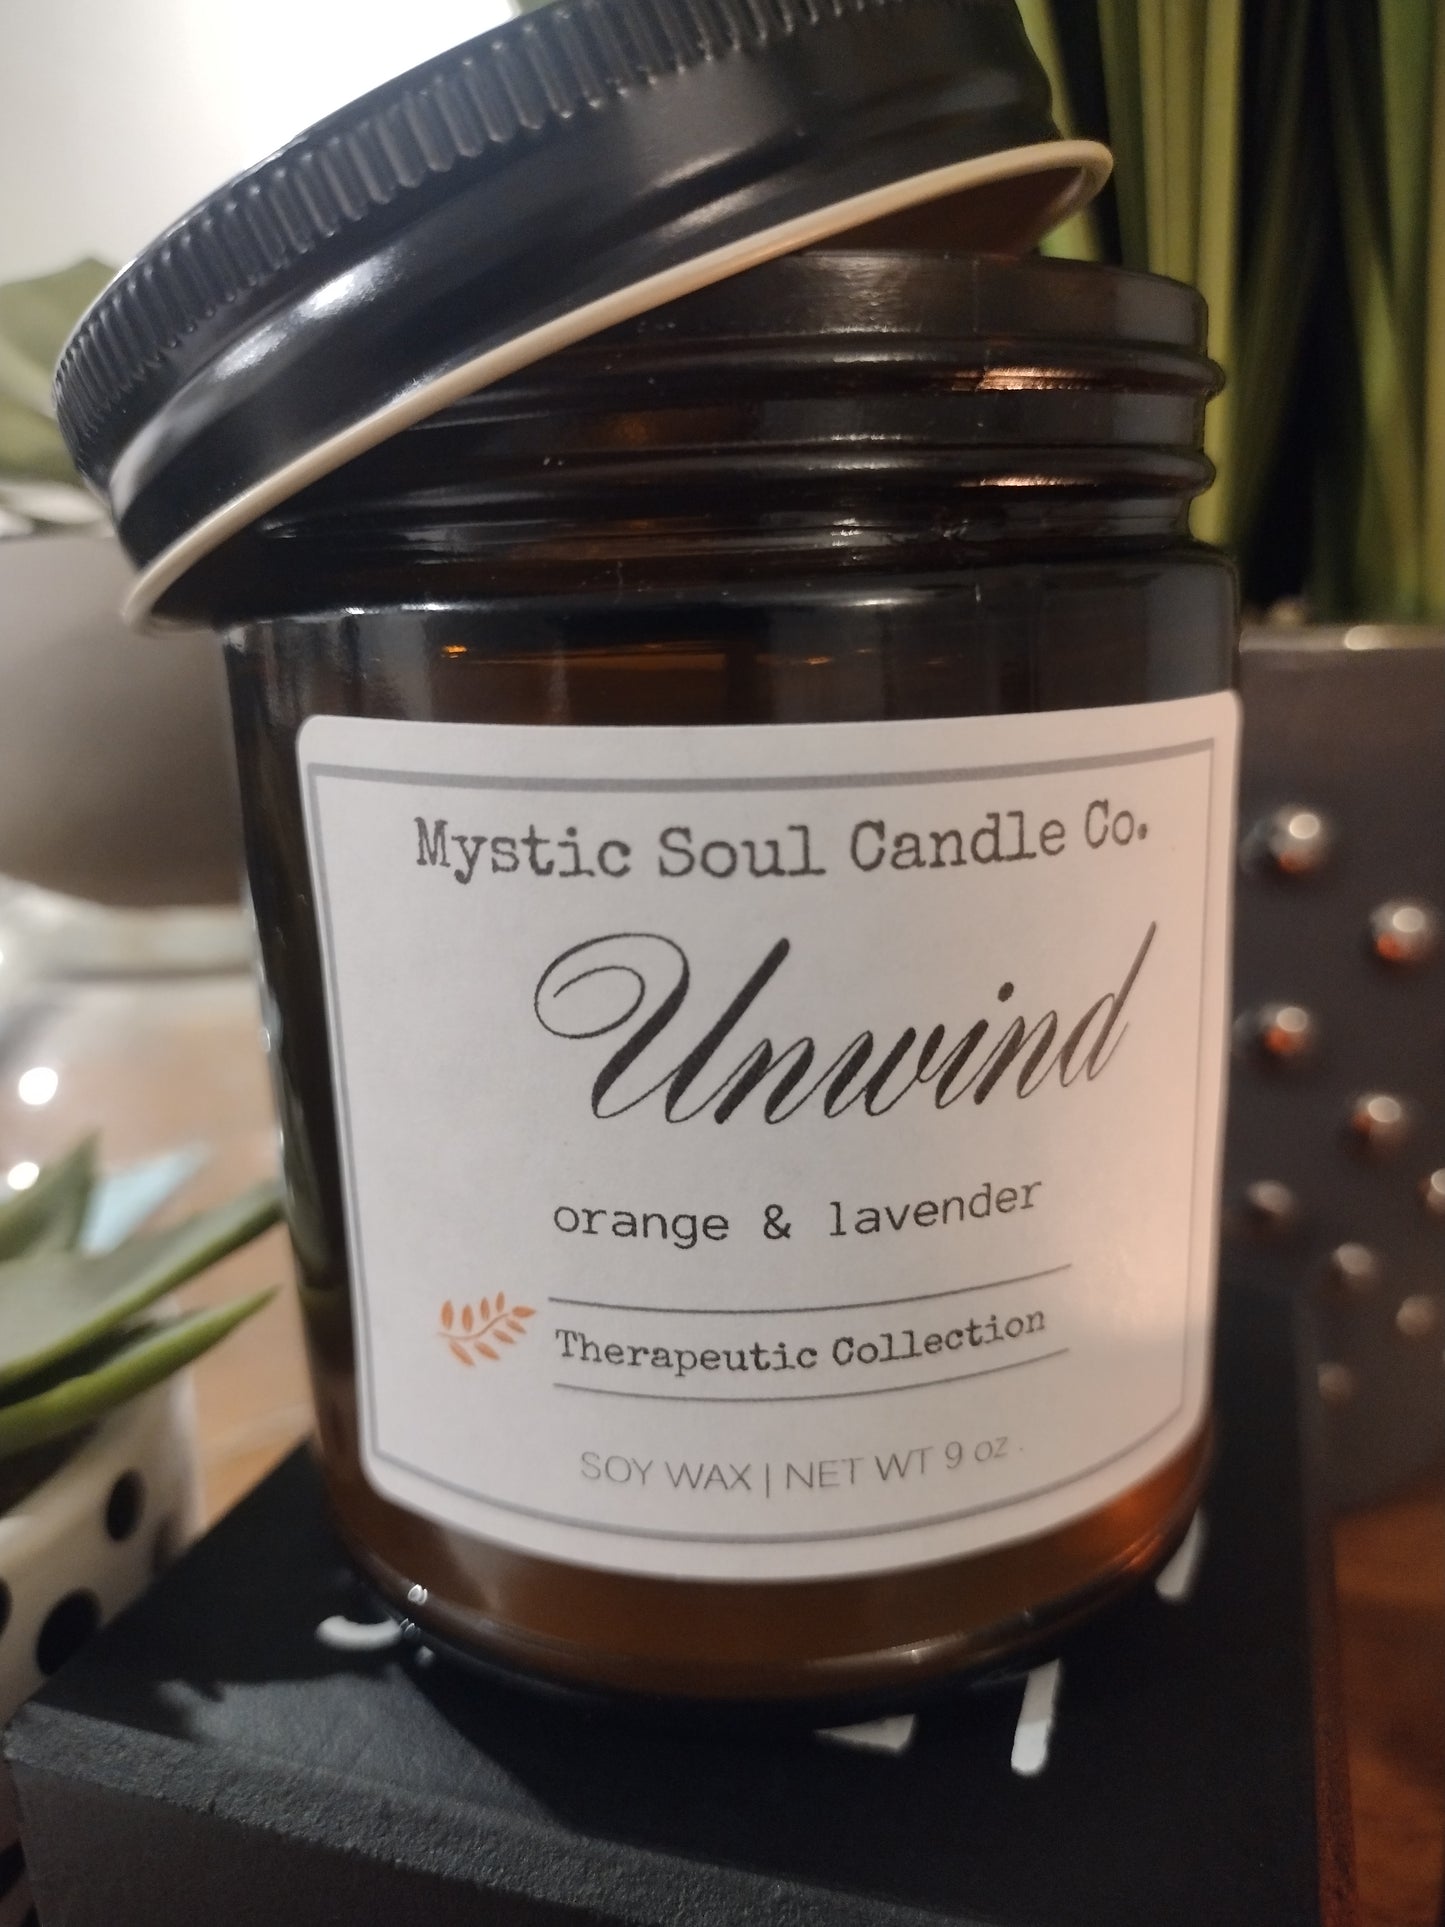 Mystic Soul Candle Co.
Unwind
orange & lavender
Therapeutic Collection
SOY WAX | NET WT 9 oz.